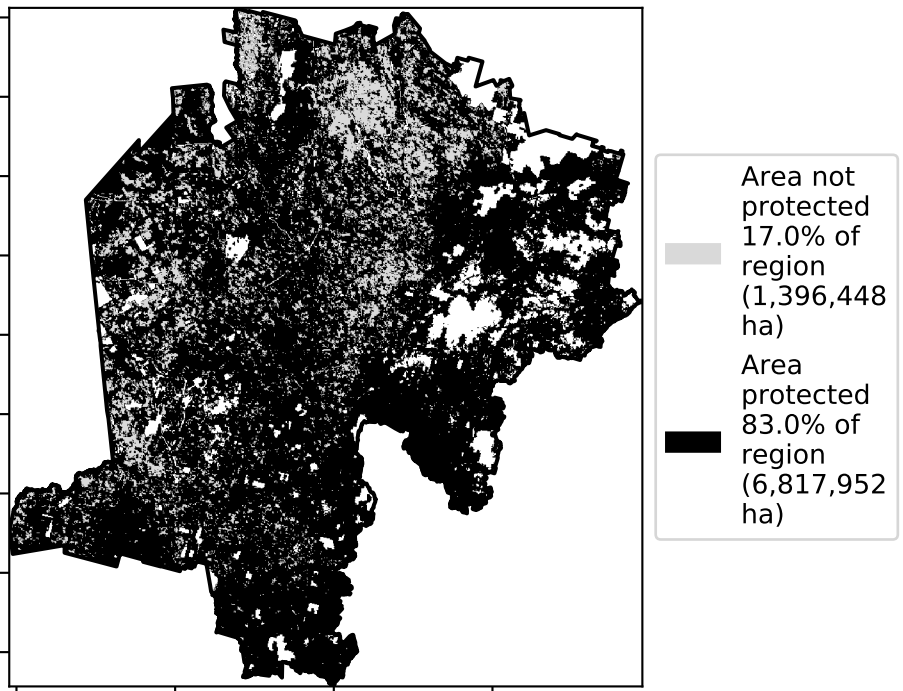 Area not
protected
17.0% of
region
(1,396,448
ha)
Area
protected
83.0% of
region
(6,817,952
ha)